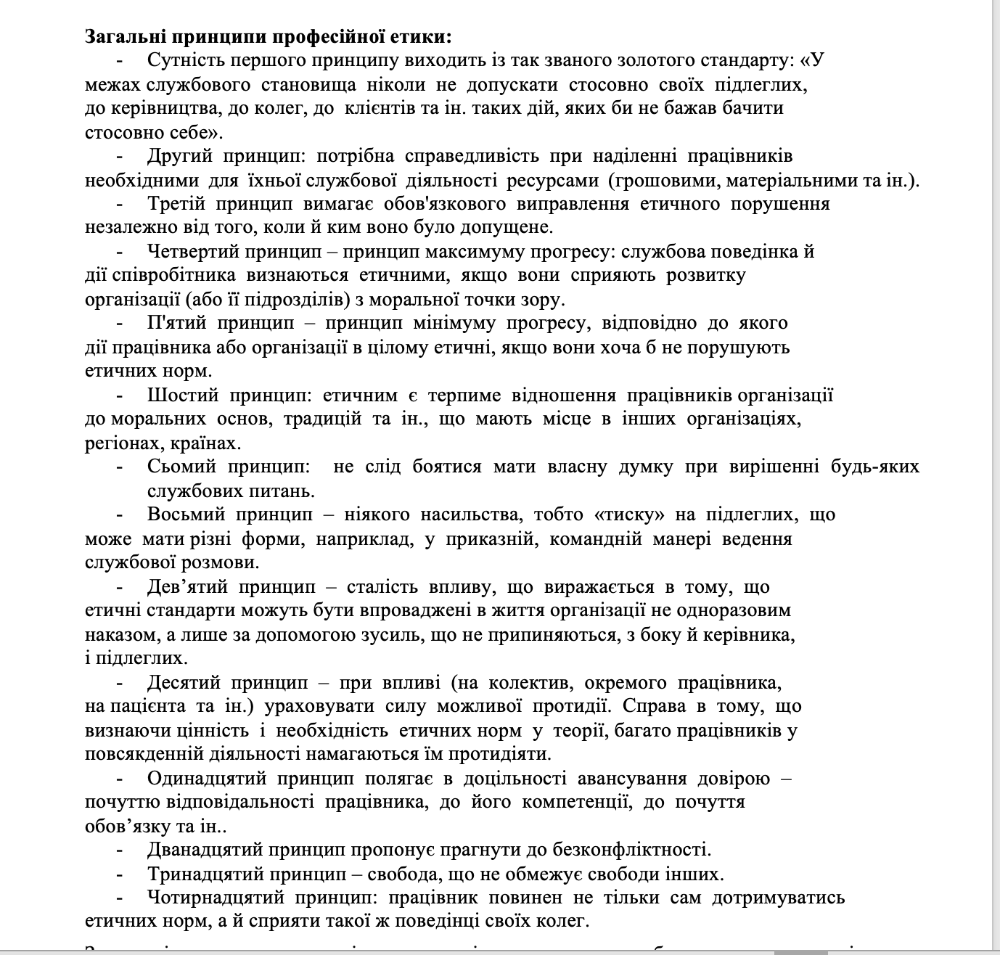 Загальні принципи професійної етики:
- Сутність першого принципу виходить із так званого золотого стандарту: «У
межах службового становища ніколи не допускати стосовно своїх підлеглих,
до керівництва, до колег, до клієнтів та ін. таких дій, яких би не бажав бачити
стосовно себе».
- Другий принцип: потрібна справедливість при наділенні працівників
необхідними для їхньої службової діяльності ресурсами (грошовими, матеріальними та ін.).
- Третій принцип вимагає обов'язкового виправлення етичного порушення
незалежно від того, коли й ким воно було допущене.
- Четвертий принцип – принцип максимуму прогресу: службова поведінка й
дії співробітника визнаються етичними, якщо вони сприяють розвитку
організації (або її підрозділів) з моральної точки зору.
- П'ятий принцип – принцип мінімуму прогресу, відповідно до якого
дії працівника або організації в цілому етичні, якщо вони хоча б не порушують
етичних норм.
- Шостий принцип: етичним є терпиме відношення працівників організації
до моральних основ, традицій та ін., що мають місце в інших організаціях,
регіонах, країнах.
- Сьомий принцип: не слід боятися мати власну думку при вирішенні будь-яких
службових питань.
- Восьмий принцип – ніякого насильства, тобто «тиску» на підлеглих, що
може мати різні форми, наприклад, у приказній, командній манері ведення
службової розмови.
- Дев’ятий принцип – сталість впливу, що виражається в тому, що
етичні стандарти можуть бути впроваджені в життя організації не одноразовим
наказом, а лише за допомогою зусиль, що не припиняються, з боку й керівника,
і підлеглих.
- Десятий принцип – при впливі (на колектив, окремого працівника,
на пацієнта та ін.) ураховувати силу можливої протидії. Справа в тому, що
визнаючи цінність і необхідність етичних норм у теорії, багато працівників у
повсякденній діяльності намагаються їм протидіяти.
- Одинадцятий принцип полягає в доцільності авансування довірою –
почуттю відповідальності працівника, до його компетенції, до почуття
обов’язку та ін..
- Дванадцятий принцип пропонує прагнути до безконфліктності.
- Тринадцятий принцип – свобода, що не обмежує свободи інших.
- Чотирнадцятий принцип: працівник повинен не тільки сам дотримуватись
етичних норм, а й сприяти такої ж поведінці своїх колег.